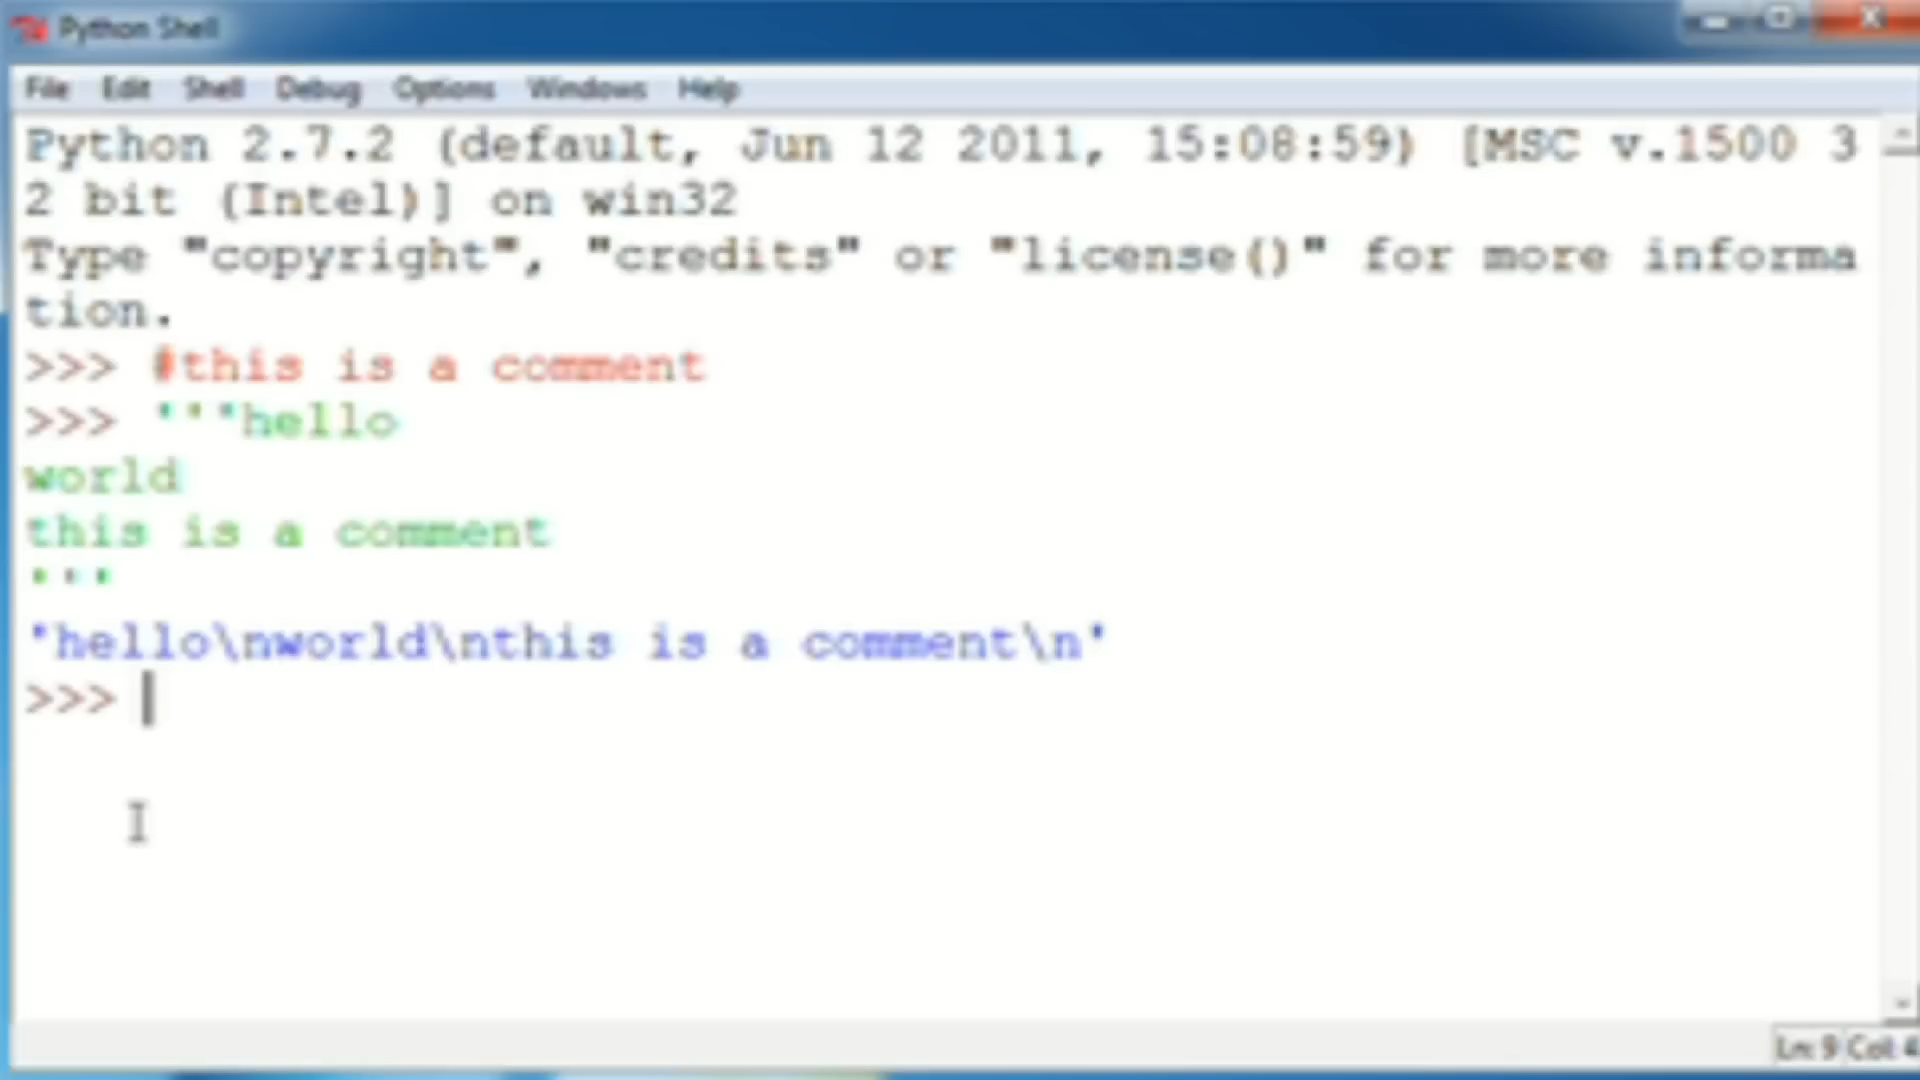 Python Shell
File Edit Shell Debug Options Windows Help
Python 2.7.2 (default, Jun 12 2011, 15:08:59) [MSC v.1500 3
2 bit (Intel)] on win32
Type "copyright", "credits" or "license()" for more informa
tion.
>>> #this is a comment
>>> '''hello
world
this is a comment
'''
'hello\nworld\nthis is a comment\n'
>>>
Ln: 9 Col: 4